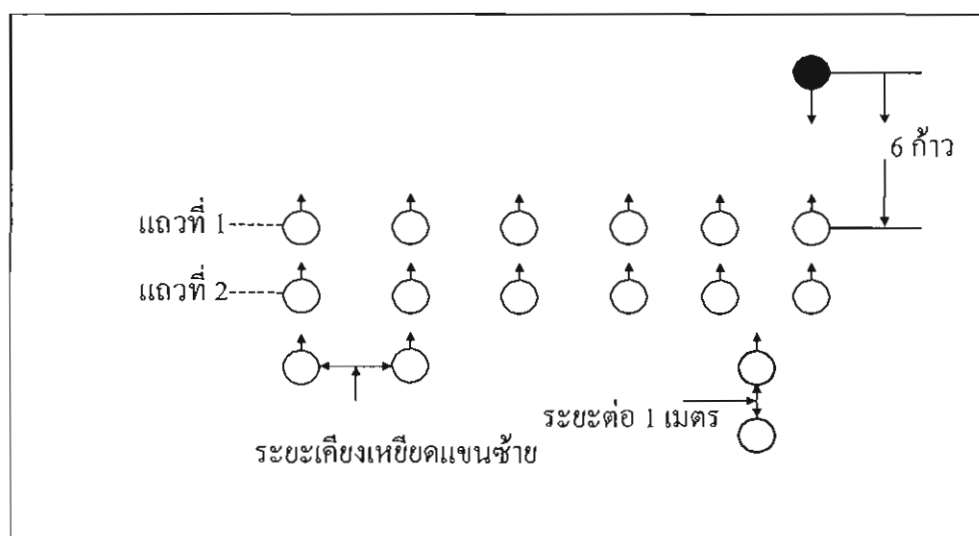 6 ก้าว
แถวที่ 1
แถวที่ 2
ระยะต่อ 1 เมตร
ระยะเคียงเหยียดแขนซ้าย